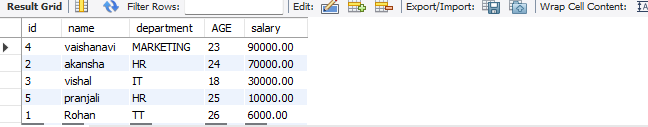 Result Grid Filter Rows: Edit: Export/Import: Wrap Cell Content: IA
id name department AGE salary
4 vaishanavi MARKETING 23 90000.00
2 akansha HR 24 70000.00
3 vishal IT 18 30000.00
5 pranjali HR 25 10000.00
1 Rohan TT 26 6000.00